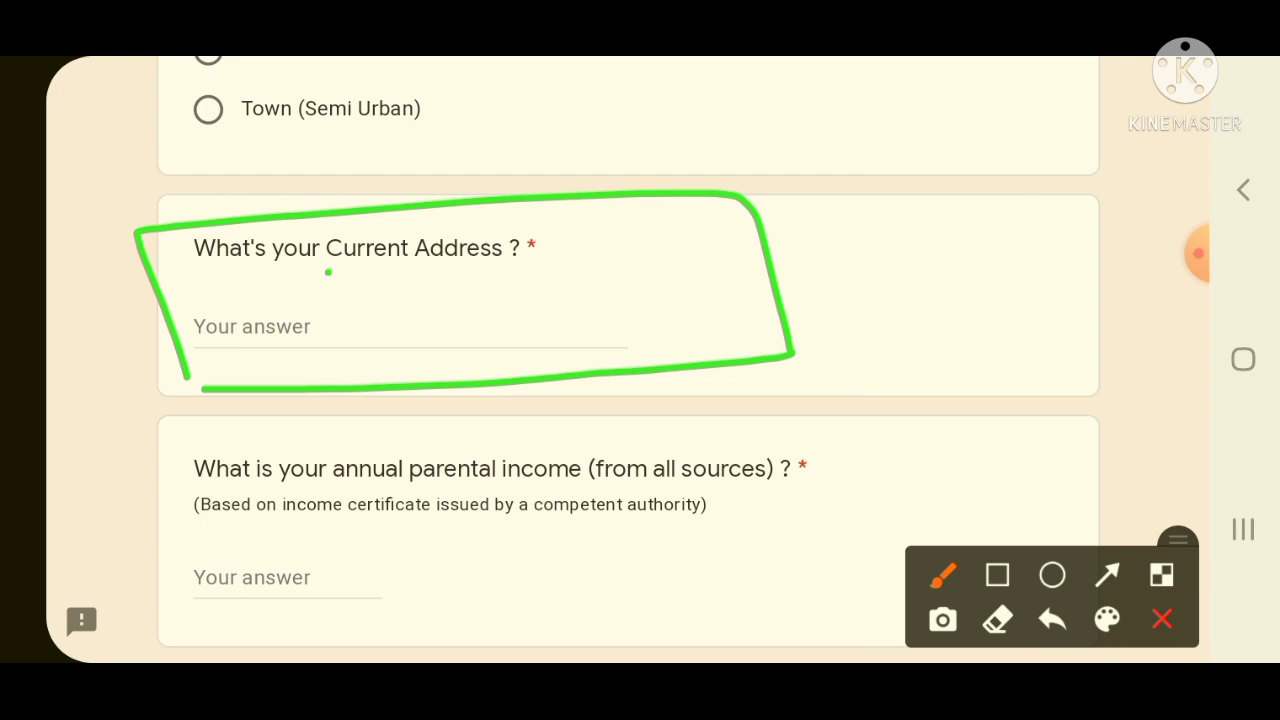 KINEMASTER
Town (Semi Urban)
What's your Current Address ? *
Your answer
What is your annual parental income (from all sources) ? *
(Based on income certificate issued by a competent authority)
Your answer